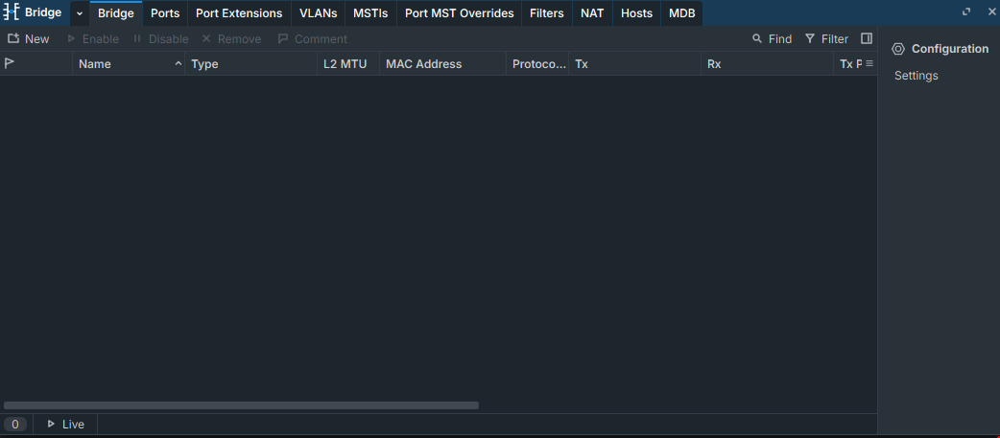 Bridge Bridge Ports Port Extensions VLANs MSTIs Port MST Overrides Filters NAT Hosts MDB
New Enable Disable Remove Comment Find Filter
Name Type L2 MTU MAC Address Protoco... Tx Rx Tx P
Configuration
Settings
0 Live